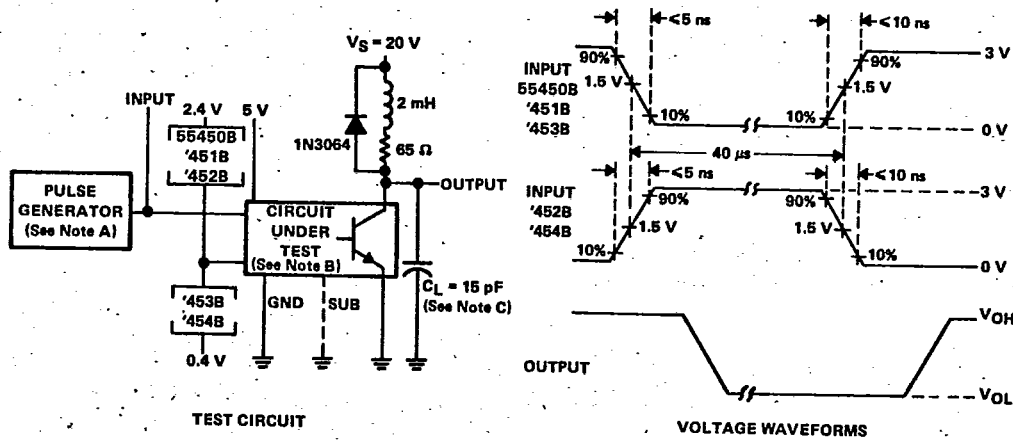 V_S = 20 V
INPUT
2.4 V
5 V
55450B
'451B
'452B
1N3064
2 mH
65 Ω
OUTPUT
PULSE
GENERATOR
(See Note A)
CIRCUIT
UNDER
TEST
(See Note B)
'453B
'454B
0.4 V
GND
SUB
C_L = 15 pF
(See Note C)
TEST CIRCUIT
≤5 ns
≤10 ns
90%
90%
3 V
INPUT
55450B
'451B
'453B
1.5 V
1.5 V
10%
10%
0 V
40 μs
≤5 ns
≤10 ns
INPUT
'452B
'454B
90%
90%
3 V
1.5 V
1.5 V
10%
10%
0 V
OUTPUT
V_OH
V_OL
VOLTAGE WAVEFORMS